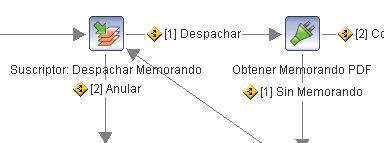 [1] Despachar
[2] Co
Suscriptor: Despachar Memorando
Obtener Memorando PDF
[2] Anular
[1] Sin Memorando